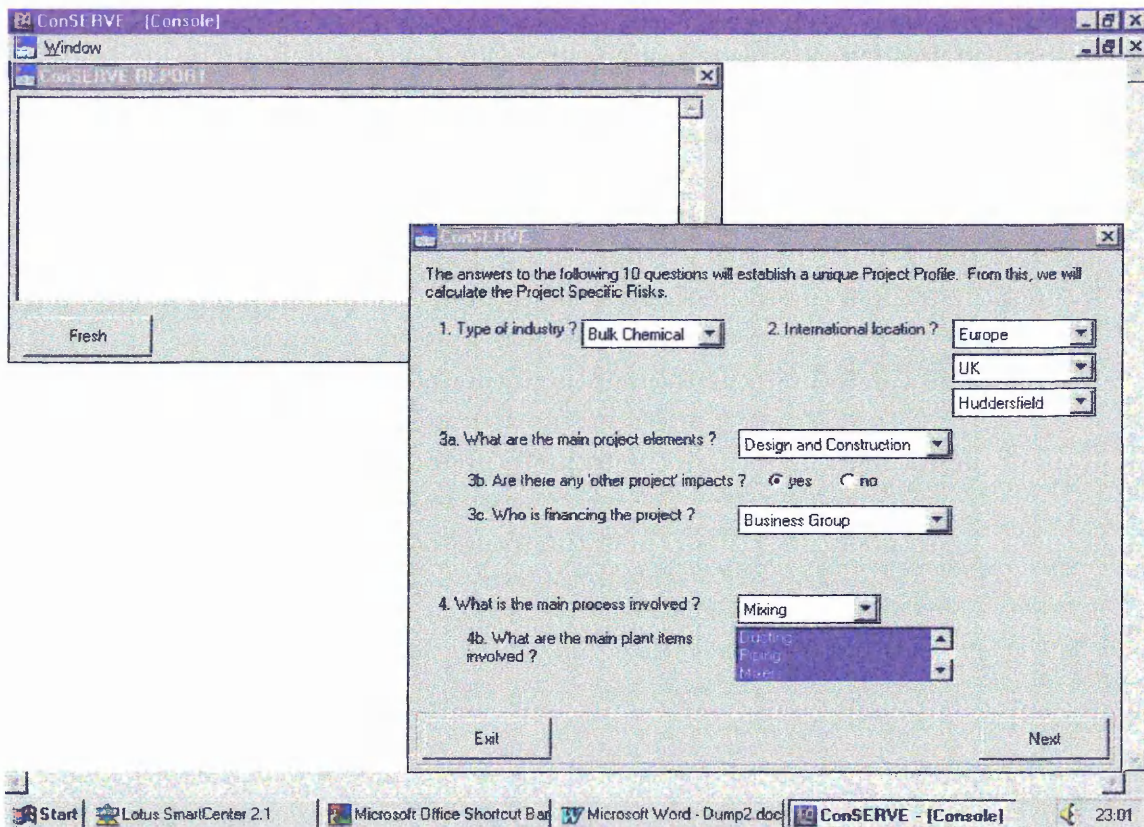 ConSERVE - [Console]
Window
ConSERVE REPORT
Fresh
ConSERVE
The answers to the following 10 questions will establish a unique Project Profile. From this, we will
calculate the Project Specific Risks.
1. Type of industry ? Bulk Chemical 2. International location ? Europe
UK
Huddersfield
3a. What are the main project elements ? Design and Construction
3b. Are there any 'other project' impacts ? yes no
3c. Who is financing the project ? Business Group
4. What is the main process involved ? Mixing
4b. What are the main plant items
involved ?
Ducting
Piping
Mixer
Exit Next
Start Lotus SmartCenter 2.1 Microsoft Office Shortcut Bar Microsoft Word - Dump2.doc ConSERVE - [Console] 23:01